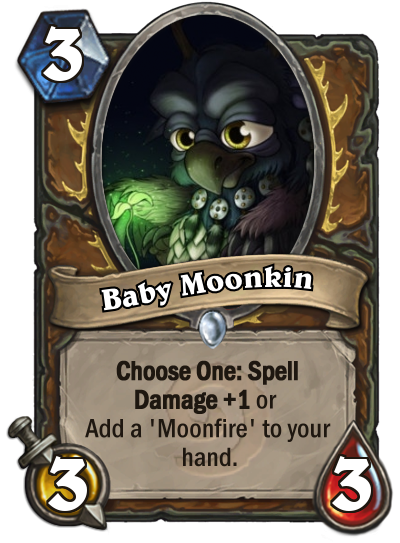 3
Baby Moonkin
Choose One: Spell
Damage +1 or
Add a 'Moonfire' to your
hand.
3
3